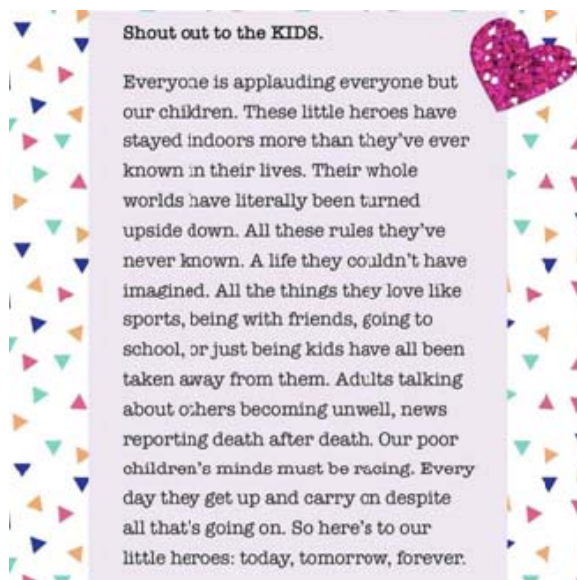 Shout out to the KIDS.
Everyone is applauding everyone but
our children. These little heroes have
stayed indoors more than they've ever
known in their lives. Their whole
worlds have literally been turned
upside down. All these rules they've
never known. A life they couldn't have
imagined. All the things they love like
sports, being with friends, going to
school, or just being kids have all been
taken away from them. Adults talking
about others becoming unwell, news
reporting death after death. Our poor
children's minds must be racing. Every
day they get up and carry on despite
all that's going on. So here's to our
little heroes: today, tomorrow, forever.